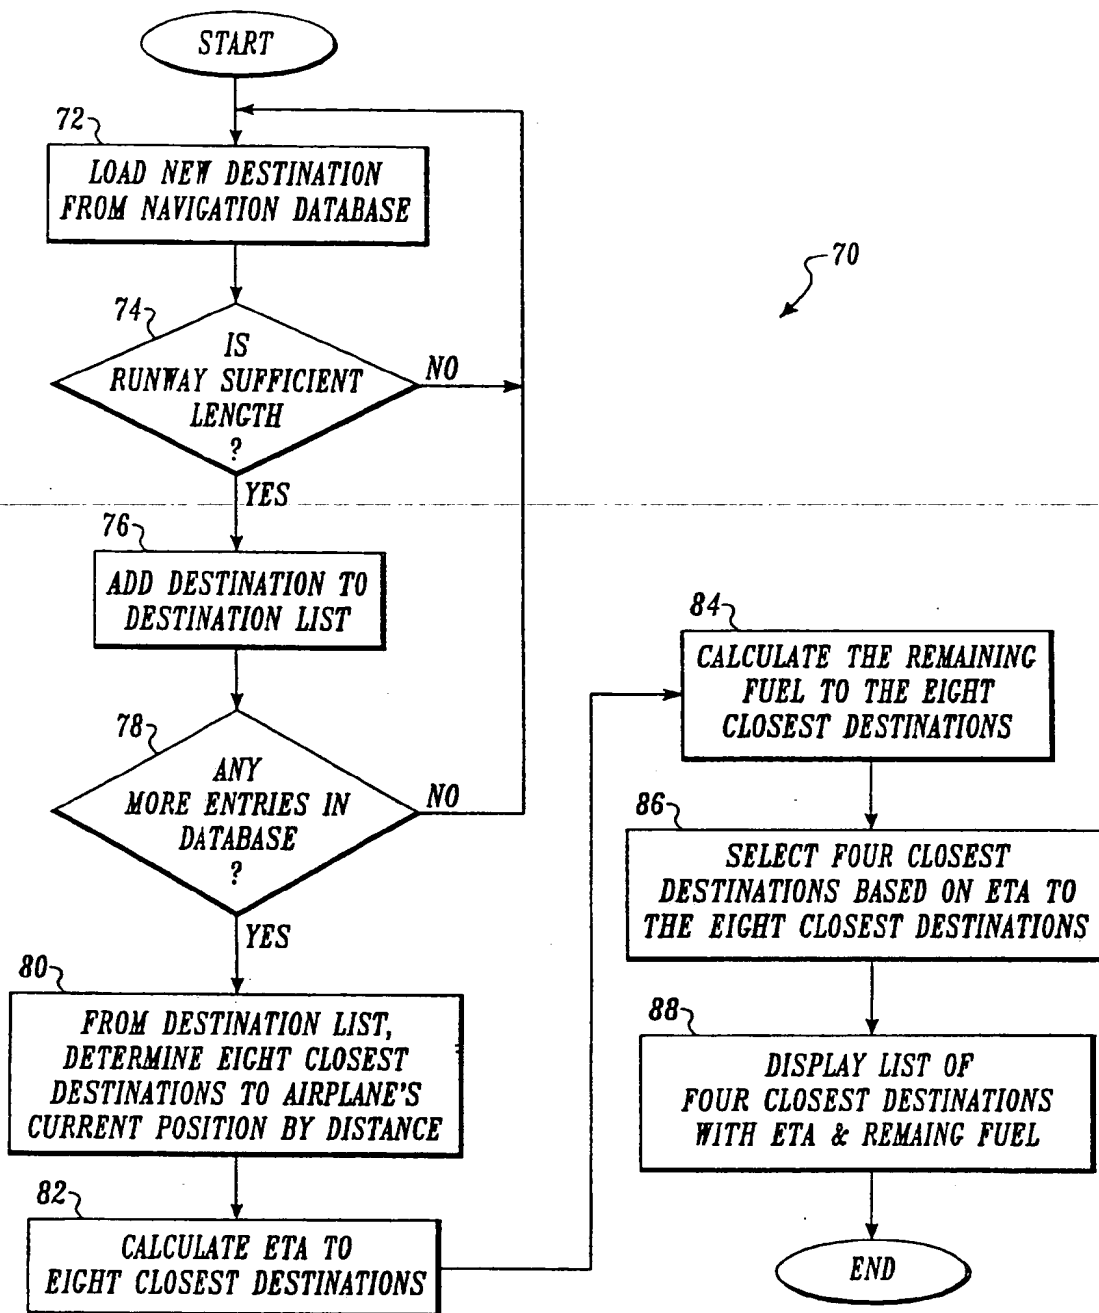 START
72
LOAD NEW DESTINATION
FROM NAVIGATION DATABASE
70
74
IS
RUNWAY SUFFICIENT
LENGTH
?
NO
YES
76
ADD DESTINATION TO
DESTINATION LIST
78
ANY
MORE ENTRIES IN
DATABASE
?
NO
YES
80
FROM DESTINATION LIST,
DETERMINE EIGHT CLOSEST
DESTINATIONS TO AIRPLANE'S
CURRENT POSITION BY DISTANCE
82
CALCULATE ETA TO
EIGHT CLOSEST DESTINATIONS
84
CALCULATE THE REMAINING
FUEL TO THE EIGHT
CLOSEST DESTINATIONS
86
SELECT FOUR CLOSEST
DESTINATIONS BASED ON ETA TO
THE EIGHT CLOSEST DESTINATIONS
88
DISPLAY LIST OF
FOUR CLOSEST DESTINATIONS
WITH ETA & REMAING FUEL
END